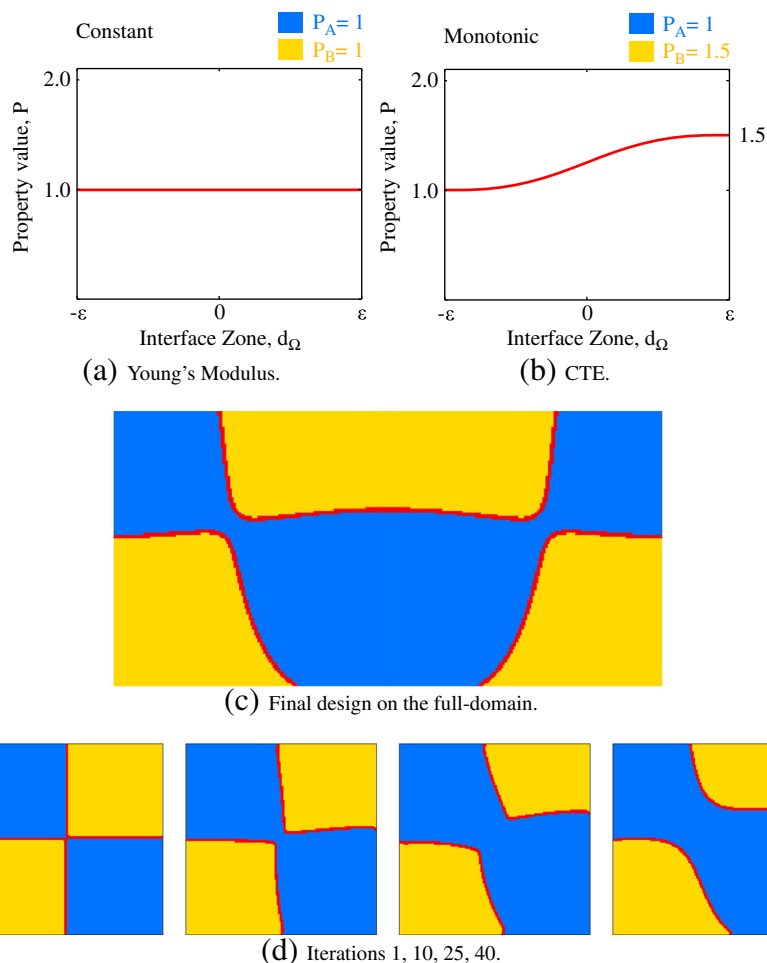 Constant
P_A= 1
P_B= 1
2.0
1.0
Property value, P
-ε 0 ε
Interface Zone, d_Ω
(a) Young's Modulus.
Monotonic
P_A= 1
P_B= 1.5
2.0
1.0
1.5
Property value, P
-ε 0 ε
Interface Zone, d_Ω
(b) CTE.
(c) Final design on the full-domain.
(d) Iterations 1, 10, 25, 40.